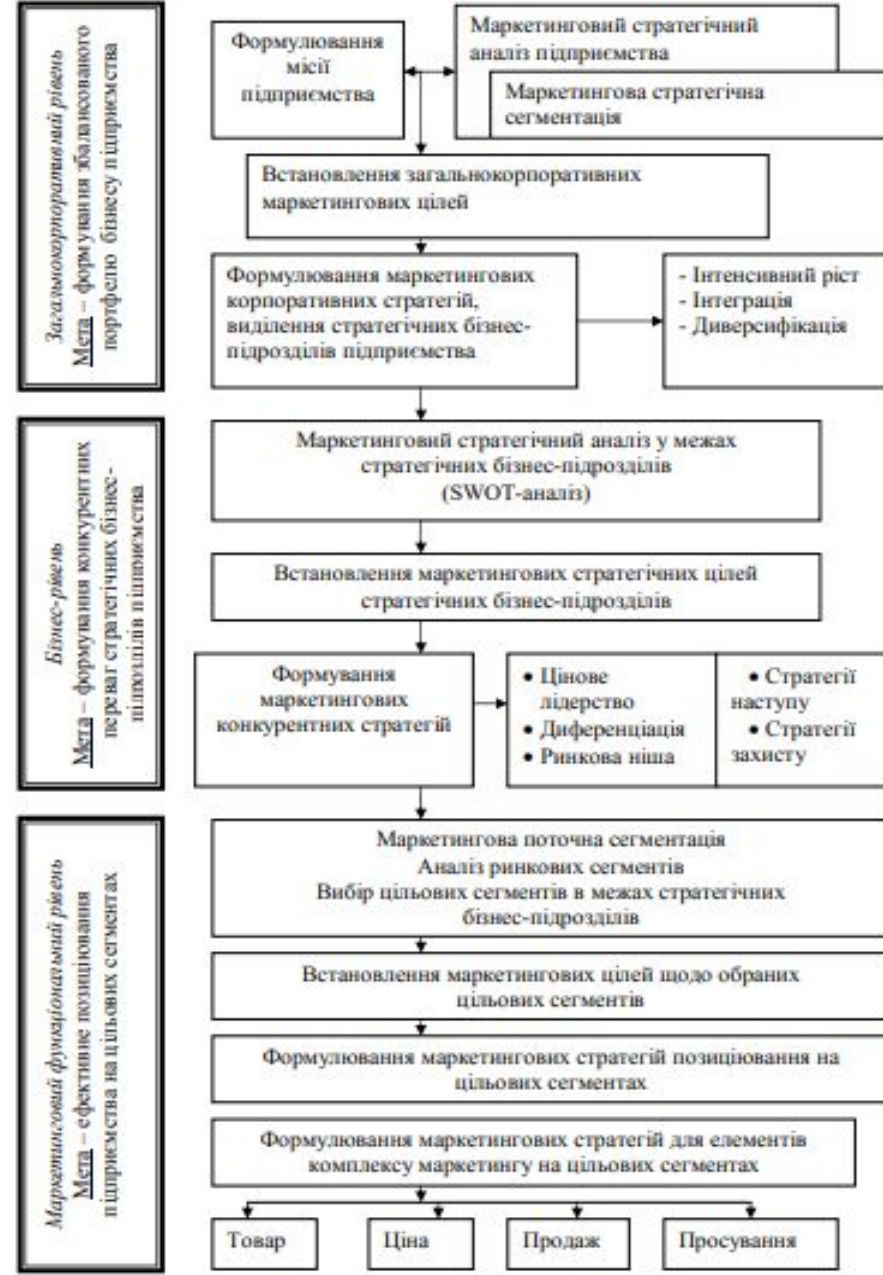 Загальнокорпоративний рівень
Мета – формування збалансованого
портфелю бізнесу підприємства
Формулювання
місії
підприємства
Маркетинговий стратегічний
аналіз підприємства
Маркетингова стратегічна
сегментація
Встановлення загальнокорпоративних
маркетингових цілей
Формулювання маркетингових
корпоративних стратегій,
виділення стратегічних бізнес-
підрозділів підприємства
- Інтенсивний ріст
- Інтеграція
- Диверсифікація
Бізнес-рівень
Мета – формування конкурентних
переваг стратегічних бізнес-
підрозділів підприємства
Маркетинговий стратегічний аналіз у межах
стратегічних бізнес-підрозділів
(SWOT-аналіз)
Встановлення маркетингових стратегічних цілей
стратегічних бізнес-підрозділів
Формування
маркетингових
конкурентних стратегій
• Цінове
лідерство
• Диференціація
• Ринкова ніша
• Стратегії
наступу
• Стратегії
захисту
Маркетинговий функціональний рівень
Мета – ефективне позиціювання
підприємства на цільових сегментах
Маркетингова поточна сегментація
Аналіз ринкових сегментів
Вибір цільових сегментів в межах стратегічних
бізнес-підрозділів
Встановлення маркетингових цілей щодо обраних
цільових сегментів
Формулювання маркетингових стратегій позиціювання на
цільових сегментах
Формулювання маркетингових стратегій для елементів
комплексу маркетингу на цільових сегментах
Товар
Ціна
Продаж
Просування